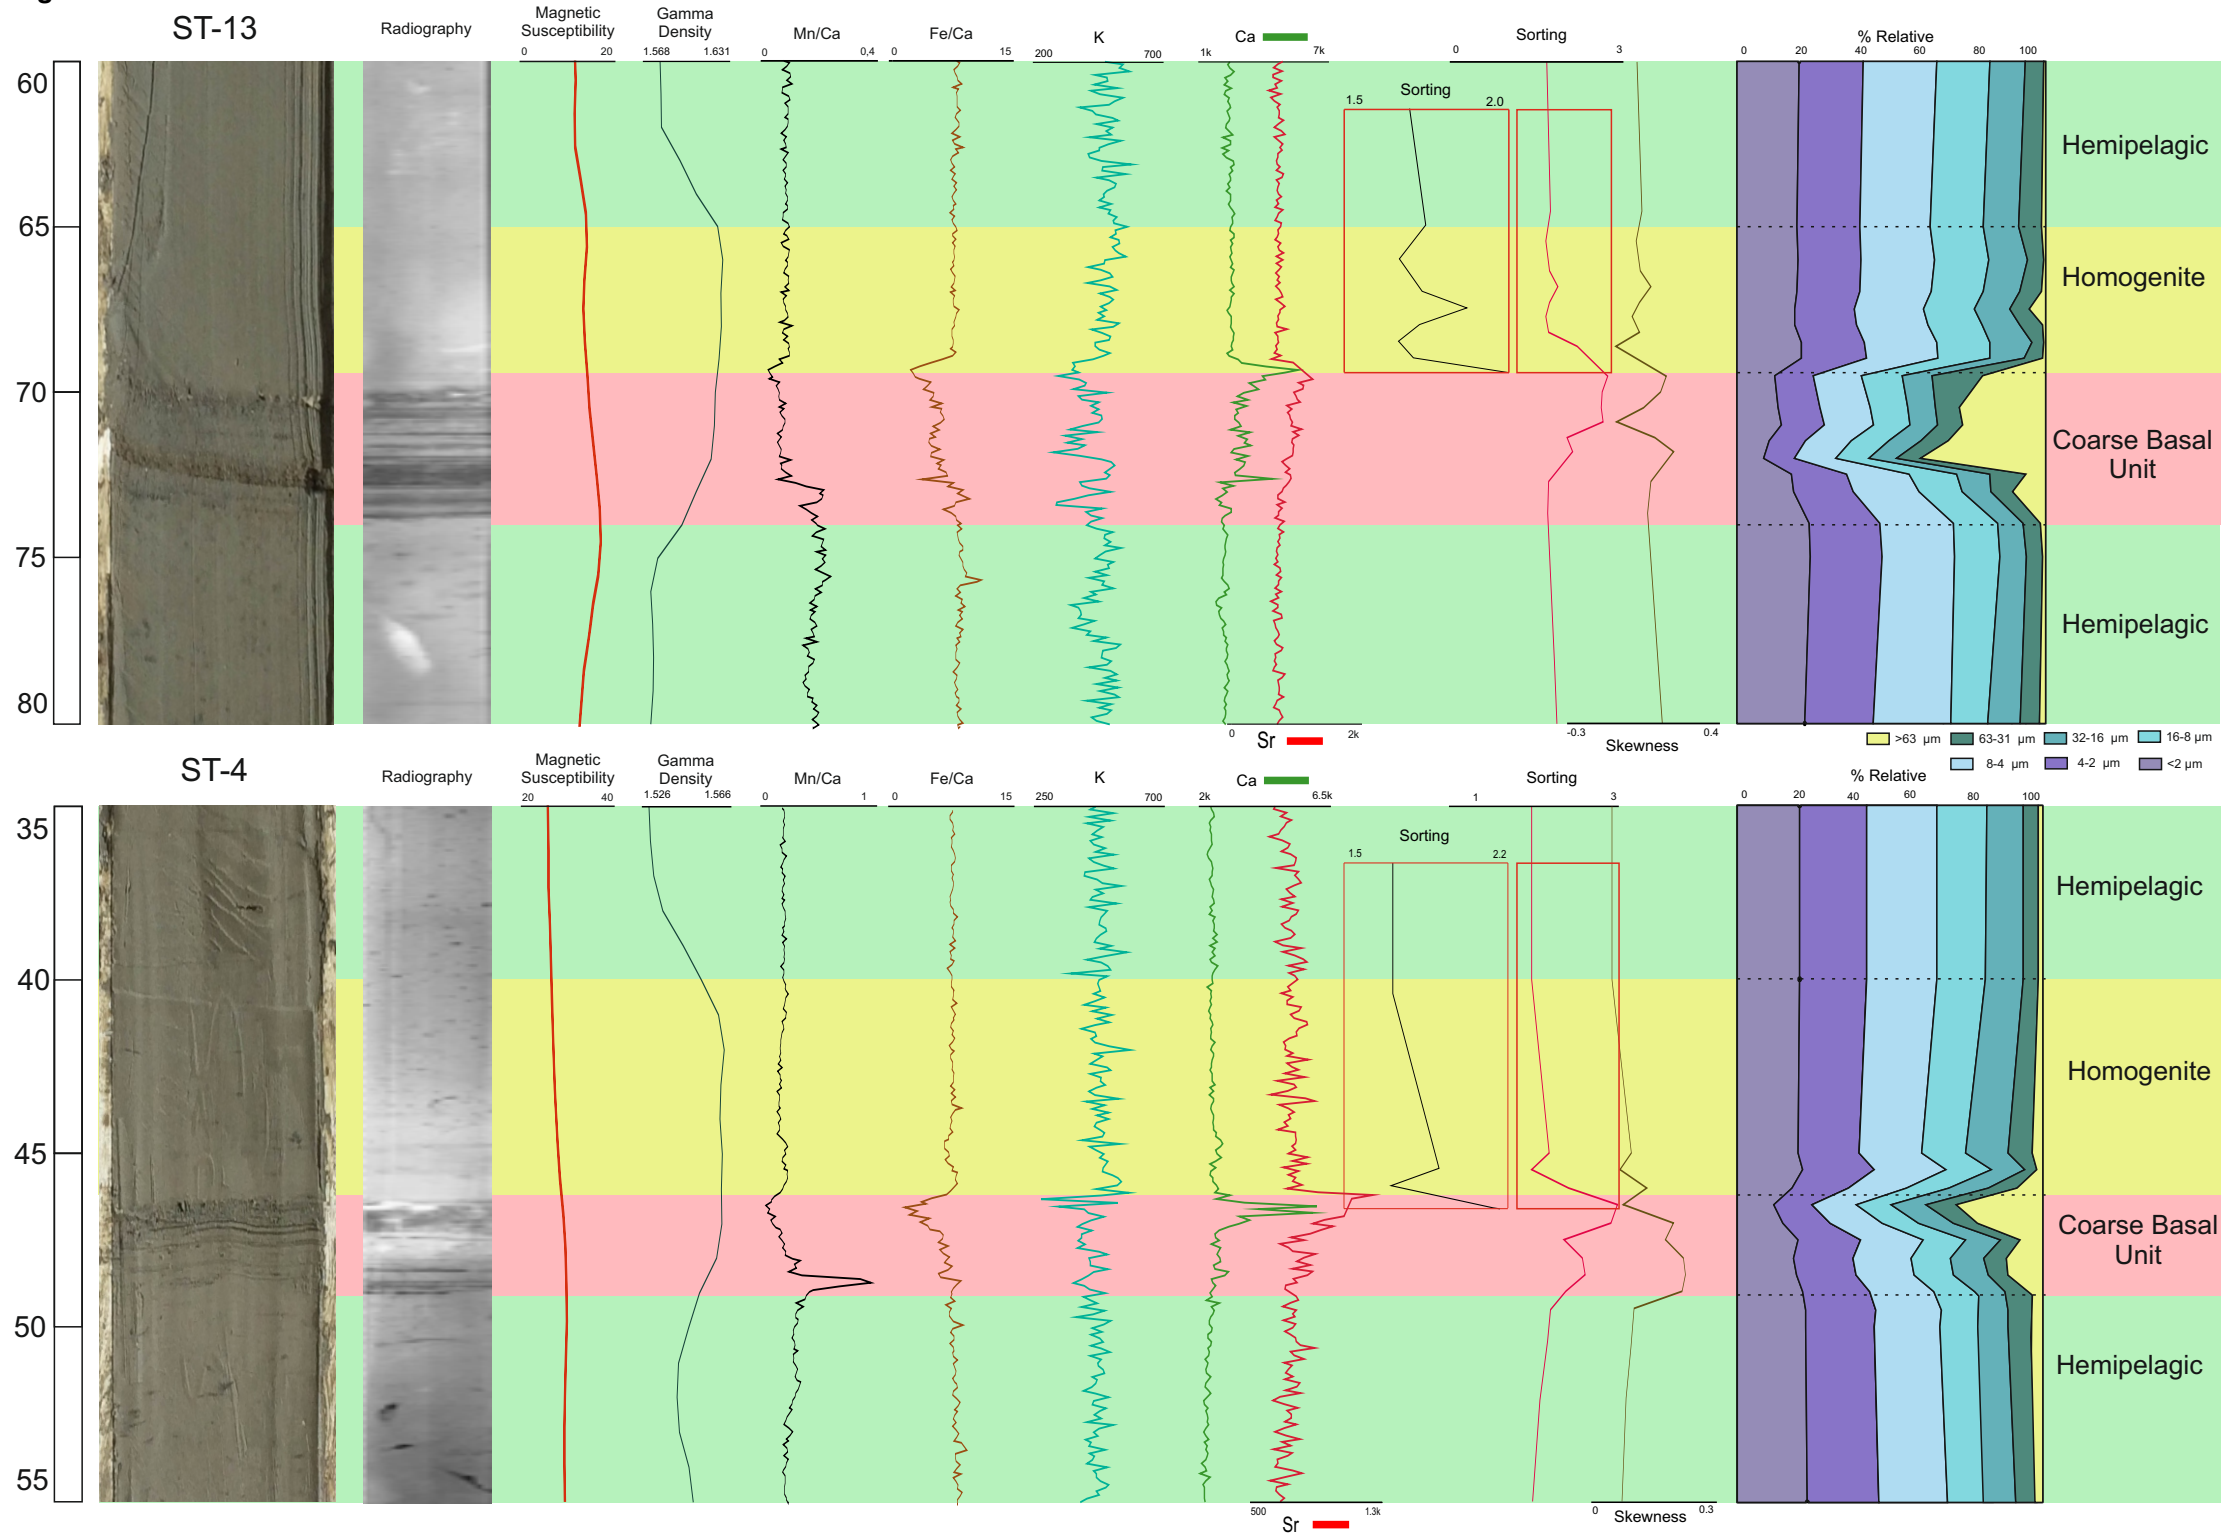 g
ST-13
Radiography
Magnetic
Susceptibility
0 20
Gamma
Density
1.568 1.631
Mn/Ca
0 0,4
Fe/Ca
0 15
K
200 700
Ca
1k 7k
Sorting
0 3
% Relative
0 20 40 60 80 100
60
65
70
75
80
Sorting
1.5 2.0
Hemipelagic
Homogenite
Coarse Basal
Unit
Hemipelagic
0 2k
Sr
-0.3 0.4
Skewness
>63 µm 63-31 µm 32-16 µm 16-8 µm
8-4 µm 4-2 µm <2 µm
ST-4
Radiography
Magnetic
Susceptibility
20 40
Gamma
Density
1.526 1.566
Mn/Ca
0 1
Fe/Ca
0 15
K
250 700
Ca
2k 6.5k
Sorting
1 3
% Relative
0 20 40 60 80 100
35
40
45
50
55
Sorting
1.5 2.2
Hemipelagic
Homogenite
Coarse Basal
Unit
Hemipelagic
500 1.3k
Sr
0 0.3
Skewness